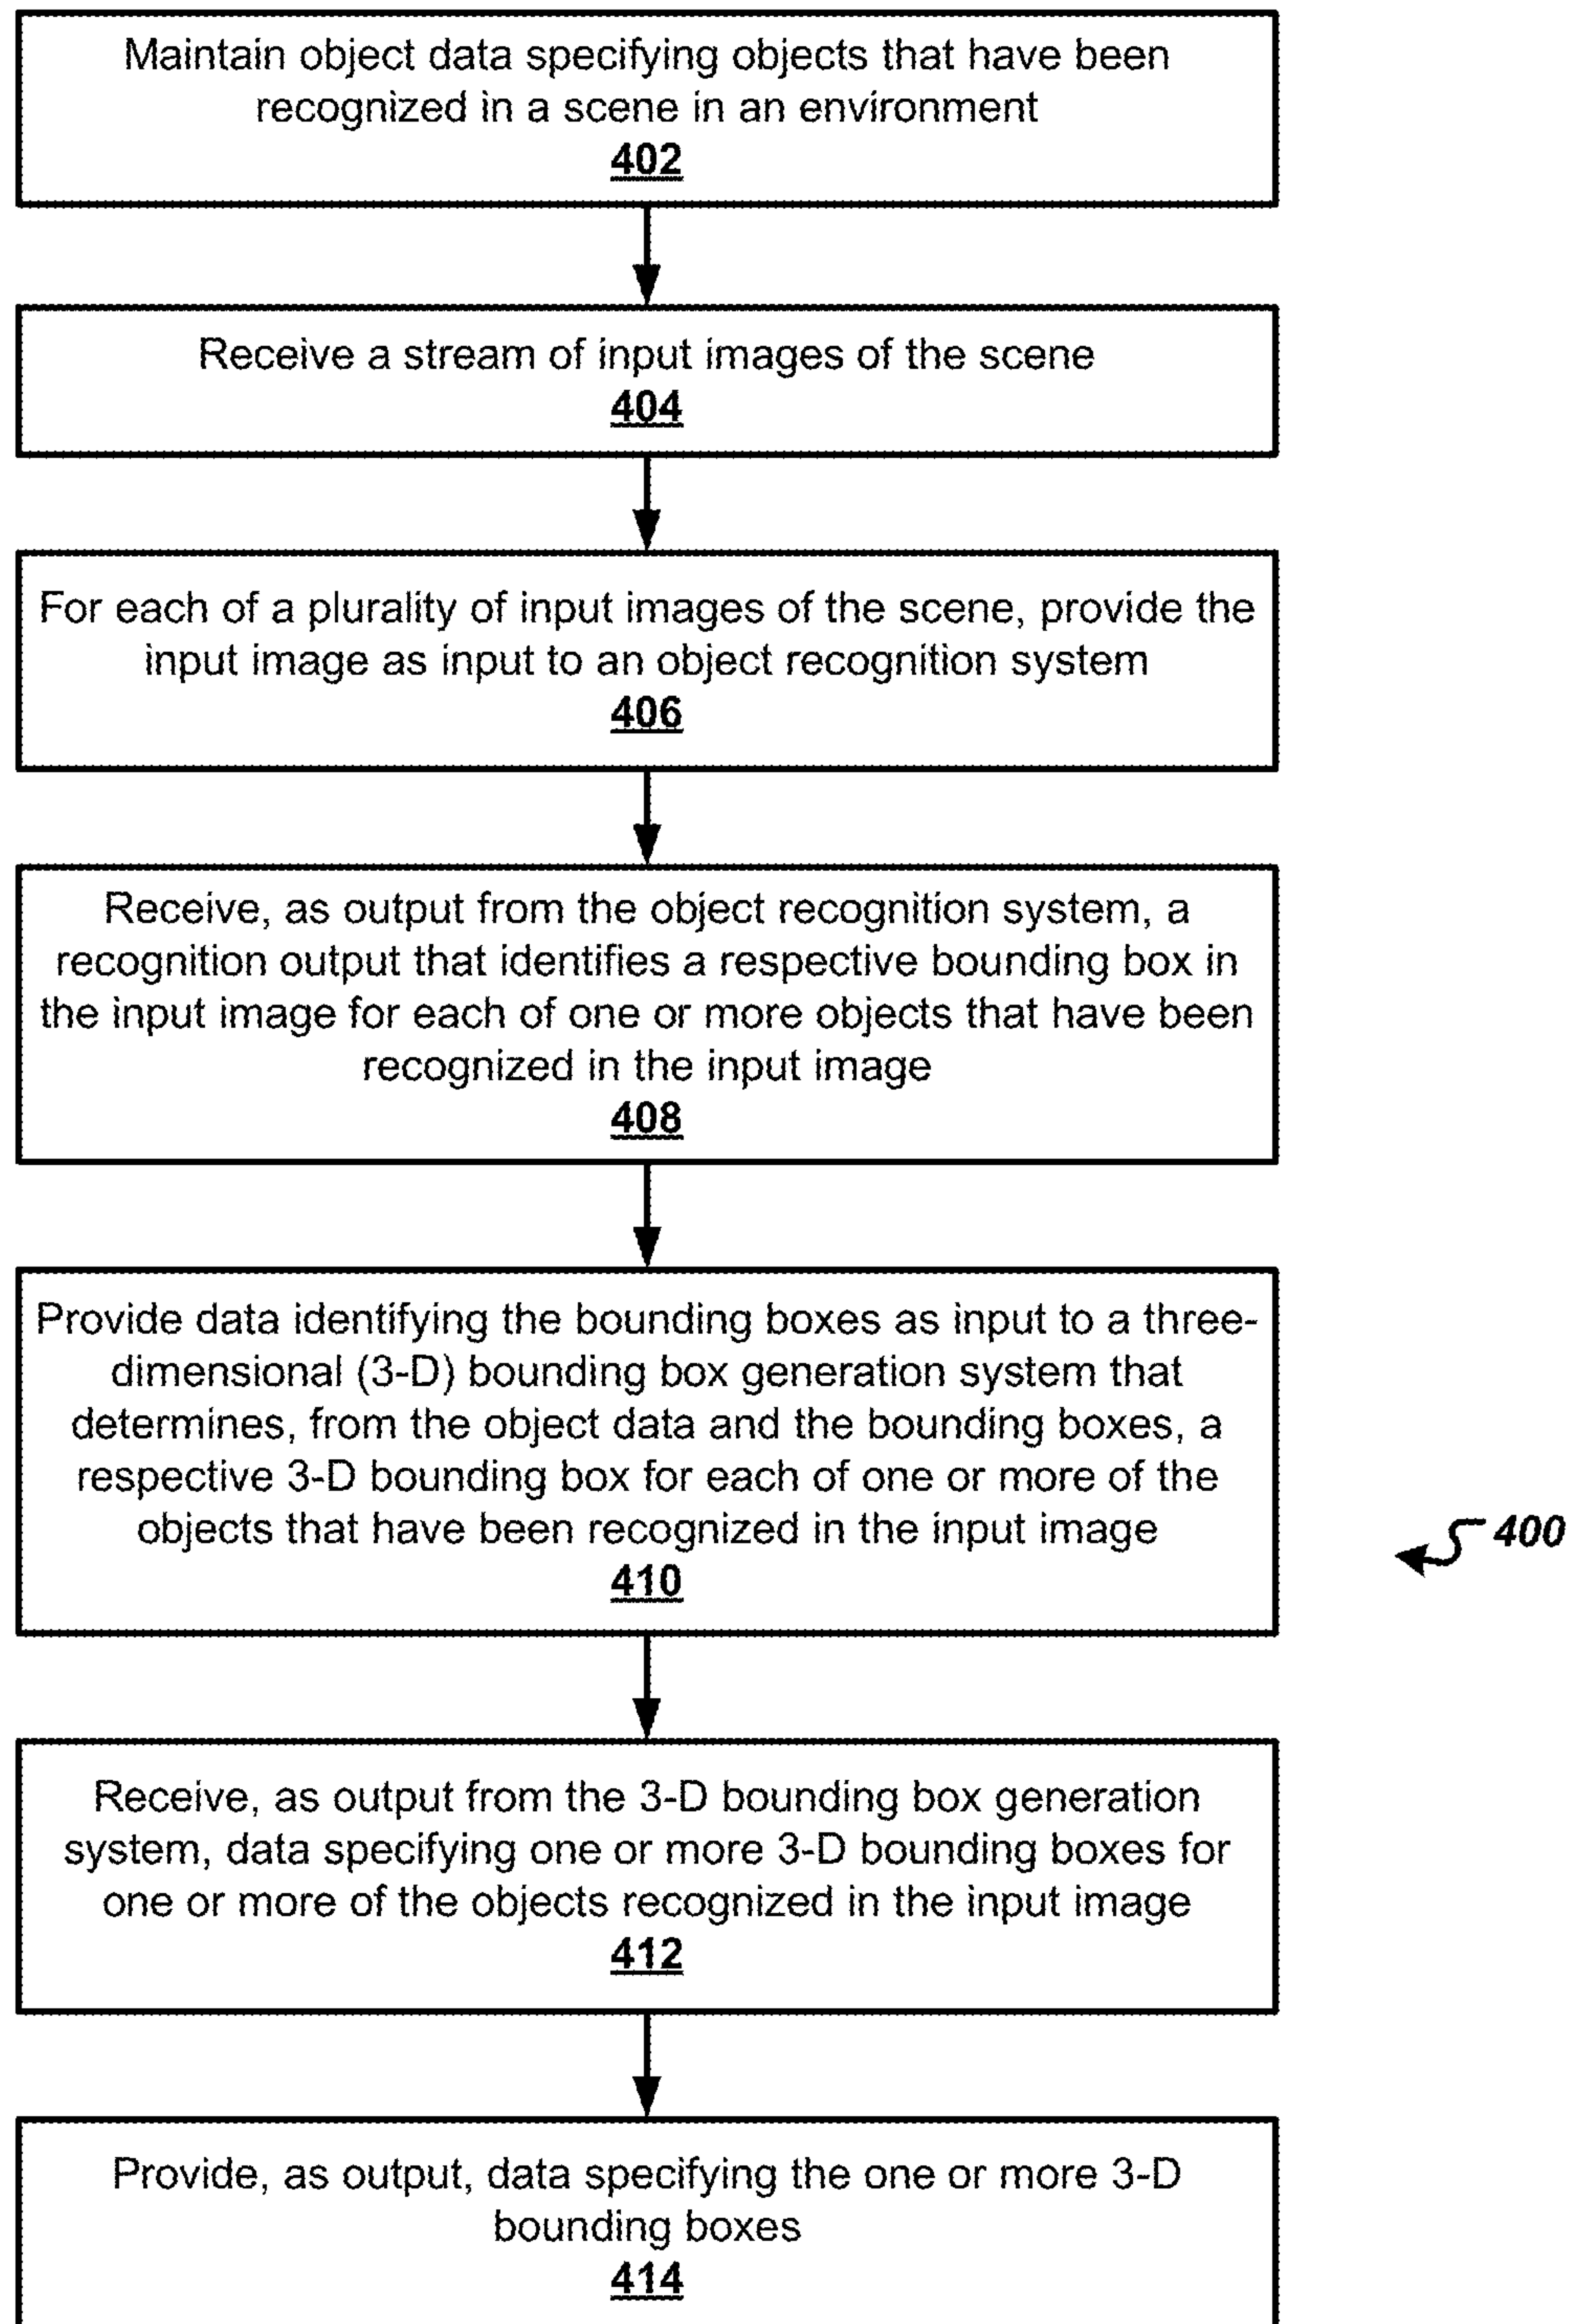 Maintain object data specifying objects that have been
recognized in a scene in an environment
402
Receive a stream of input images of the scene
404
For each of a plurality of input images of the scene, provide the
input image as input to an object recognition system
406
Receive, as output from the object recognition system, a
recognition output that identifies a respective bounding box in
the input image for each of one or more objects that have been
recognized in the input image
408
Provide data identifying the bounding boxes as input to a three-
dimensional (3-D) bounding box generation system that
determines, from the object data and the bounding boxes, a
respective 3-D bounding box for each of one or more of the
objects that have been recognized in the input image
410
400
Receive, as output from the 3-D bounding box generation
system, data specifying one or more 3-D bounding boxes for
one or more of the objects recognized in the input image
412
Provide, as output, data specifying the one or more 3-D
bounding boxes
414